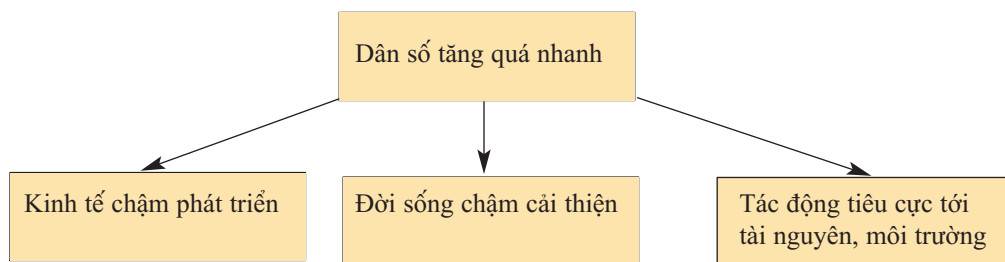 Dân số tăng quá nhanh
Kinh tế chậm phát triển
Đời sống chậm cải thiện
Tác động tiêu cực tới
tài nguyên, môi trường